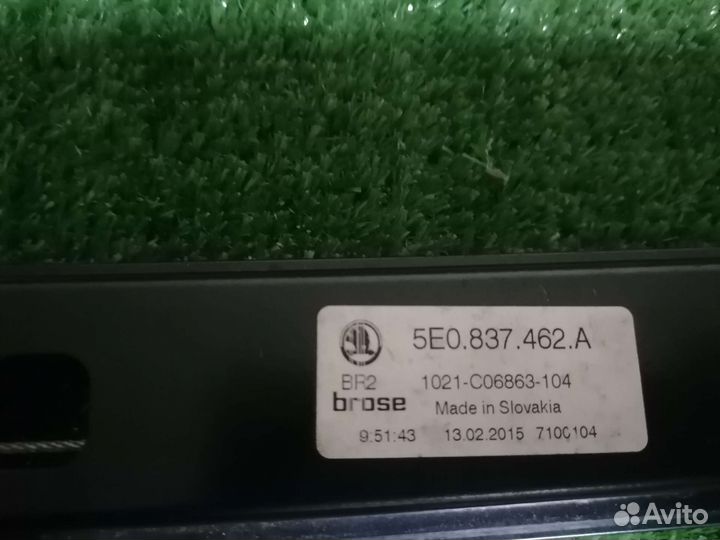 5E0.837.462.A
BR2 1021-C06863-104
brose Made in Slovakia
9:51:43 13.02.2015 7100104
Avito